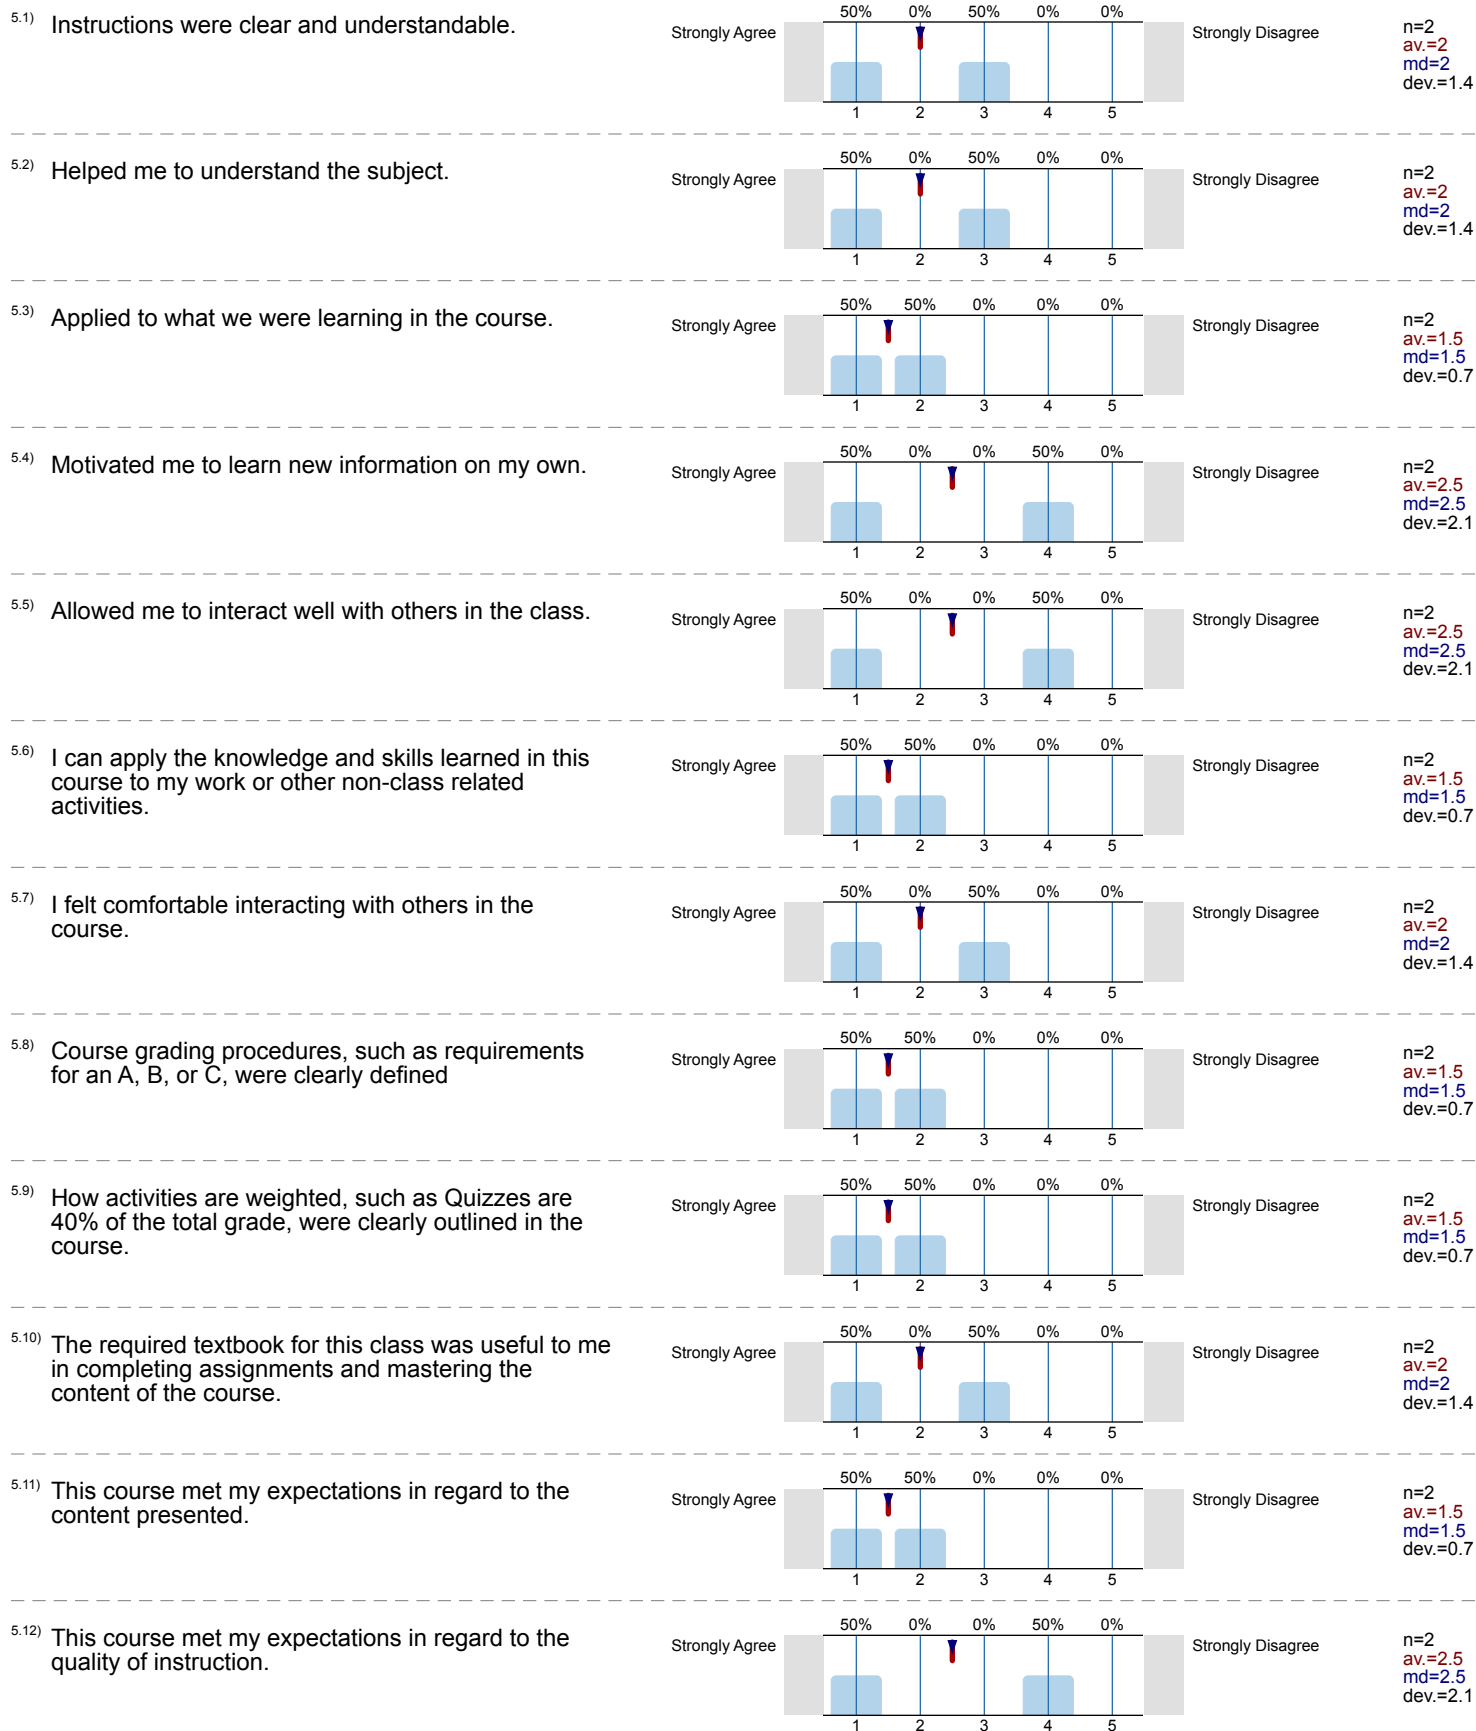 5.1) Instructions were clear and understandable.
50% 0% 50% 0% 0%
Strongly Agree Strongly Disagree
n=2
av.=2
md=2
dev.=1.4
1 2 3 4 5
5.2) Helped me to understand the subject.
50% 0% 50% 0% 0%
Strongly Agree Strongly Disagree
n=2
av.=2
md=2
dev.=1.4
1 2 3 4 5
5.3) Applied to what we were learning in the course.
50% 50% 0% 0% 0%
Strongly Agree Strongly Disagree
n=2
av.=1.5
md=1.5
dev.=0.7
1 2 3 4 5
5.4) Motivated me to learn new information on my own.
50% 0% 0% 50% 0%
Strongly Agree Strongly Disagree
n=2
av.=2.5
md=2.5
dev.=2.1
1 2 3 4 5
5.5) Allowed me to interact well with others in the class.
50% 0% 0% 50% 0%
Strongly Agree Strongly Disagree
n=2
av.=2.5
md=2.5
dev.=2.1
1 2 3 4 5
5.6) I can apply the knowledge and skills learned in this
course to my work or other non-class related
activities.
50% 50% 0% 0% 0%
Strongly Agree Strongly Disagree
n=2
av.=1.5
md=1.5
dev.=0.7
1 2 3 4 5
5.7) I felt comfortable interacting with others in the
course.
50% 0% 50% 0% 0%
Strongly Agree Strongly Disagree
n=2
av.=2
md=2
dev.=1.4
1 2 3 4 5
5.8) Course grading procedures, such as requirements
for an A, B, or C, were clearly defined
50% 50% 0% 0% 0%
Strongly Agree Strongly Disagree
n=2
av.=1.5
md=1.5
dev.=0.7
1 2 3 4 5
5.9) How activities are weighted, such as Quizzes are
40% of the total grade, were clearly outlined in the
course.
50% 50% 0% 0% 0%
Strongly Agree Strongly Disagree
n=2
av.=1.5
md=1.5
dev.=0.7
1 2 3 4 5
5.10) The required textbook for this class was useful to me
in completing assignments and mastering the
content of the course.
50% 0% 50% 0% 0%
Strongly Agree Strongly Disagree
n=2
av.=2
md=2
dev.=1.4
1 2 3 4 5
5.11) This course met my expectations in regard to the
content presented.
50% 50% 0% 0% 0%
Strongly Agree Strongly Disagree
n=2
av.=1.5
md=1.5
dev.=0.7
1 2 3 4 5
5.12) This course met my expectations in regard to the
quality of instruction.
50% 0% 0% 50% 0%
Strongly Agree Strongly Disagree
n=2
av.=2.5
md=2.5
dev.=2.1
1 2 3 4 5